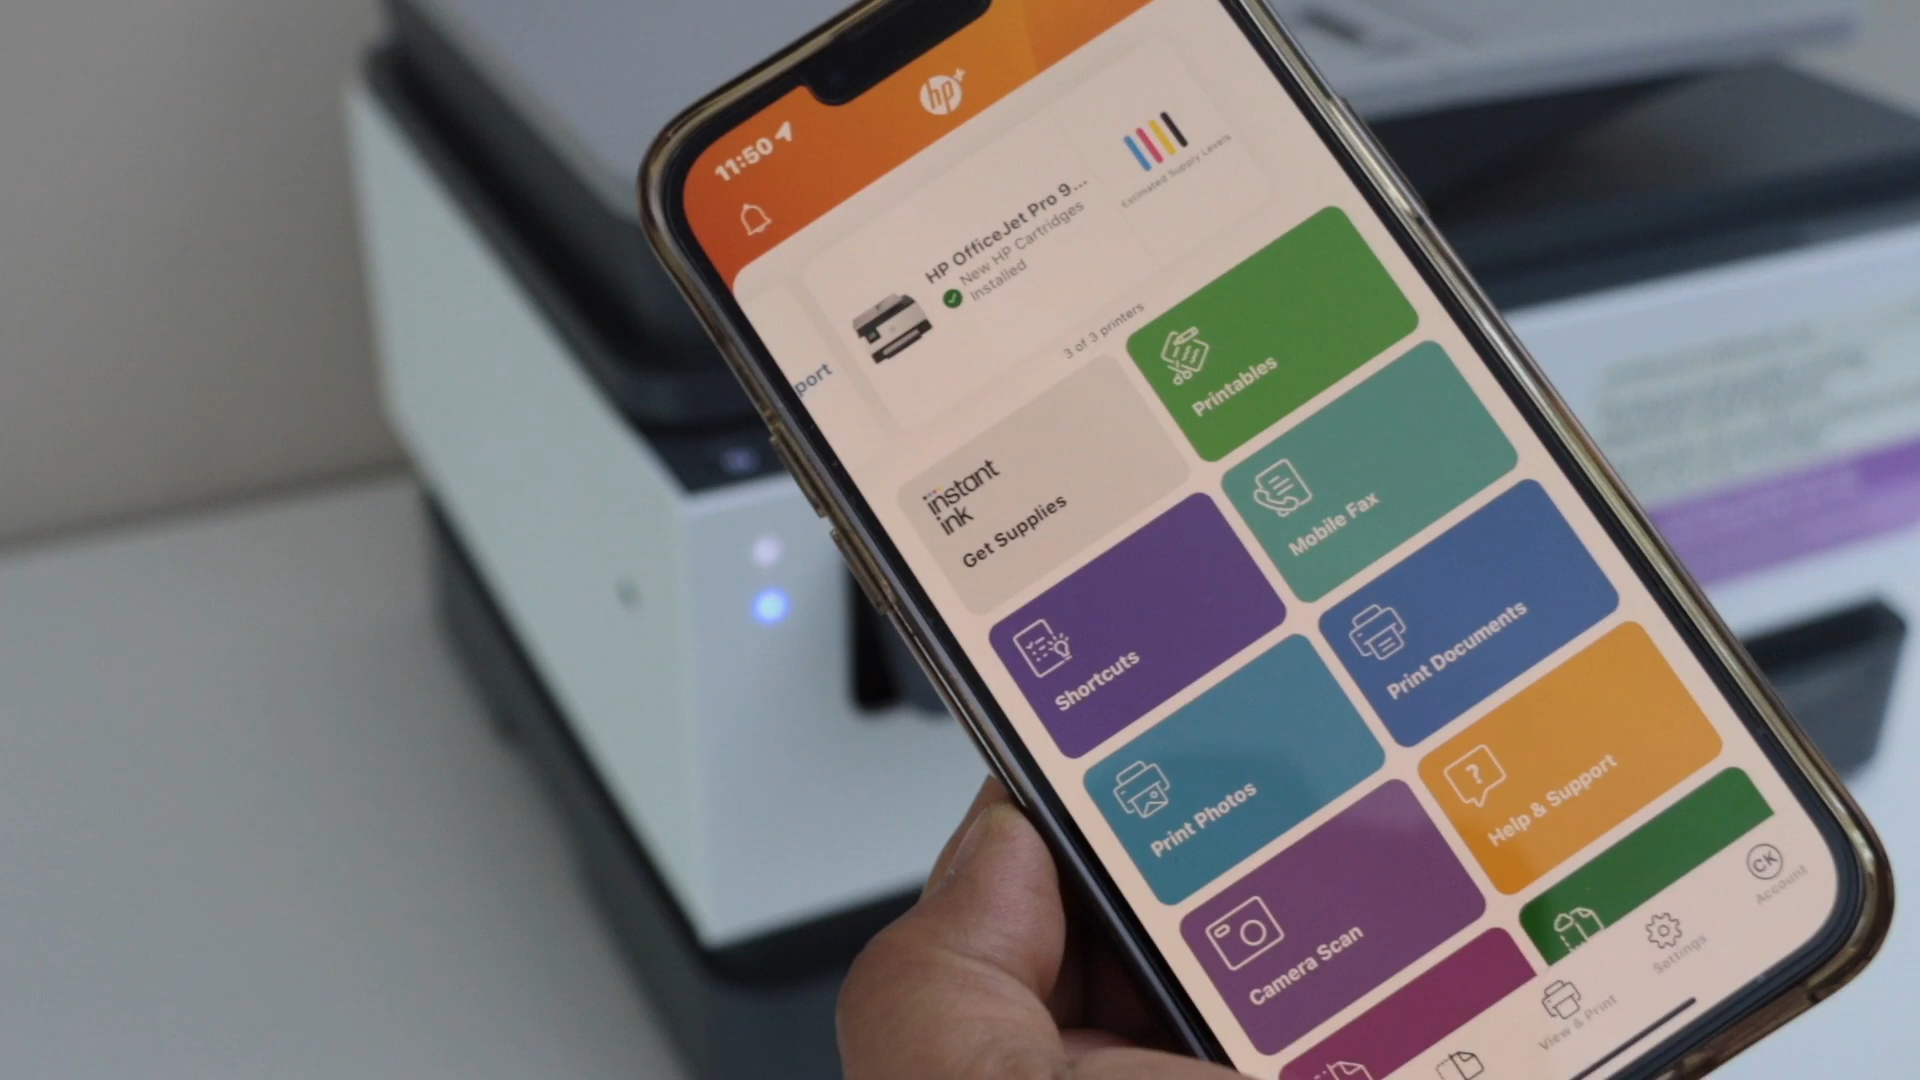 11:50
hp+
HP OfficeJet Pro 9...
New HP Cartridges
Installed
Estimated Supply Levels
3 of 3 printers
port
instant
ink
Get Supplies
Printables
Shortcuts
Mobile Fax
Print Photos
Print Documents
Camera Scan
?
Help & Support
View & Print
Settings
CK
Account